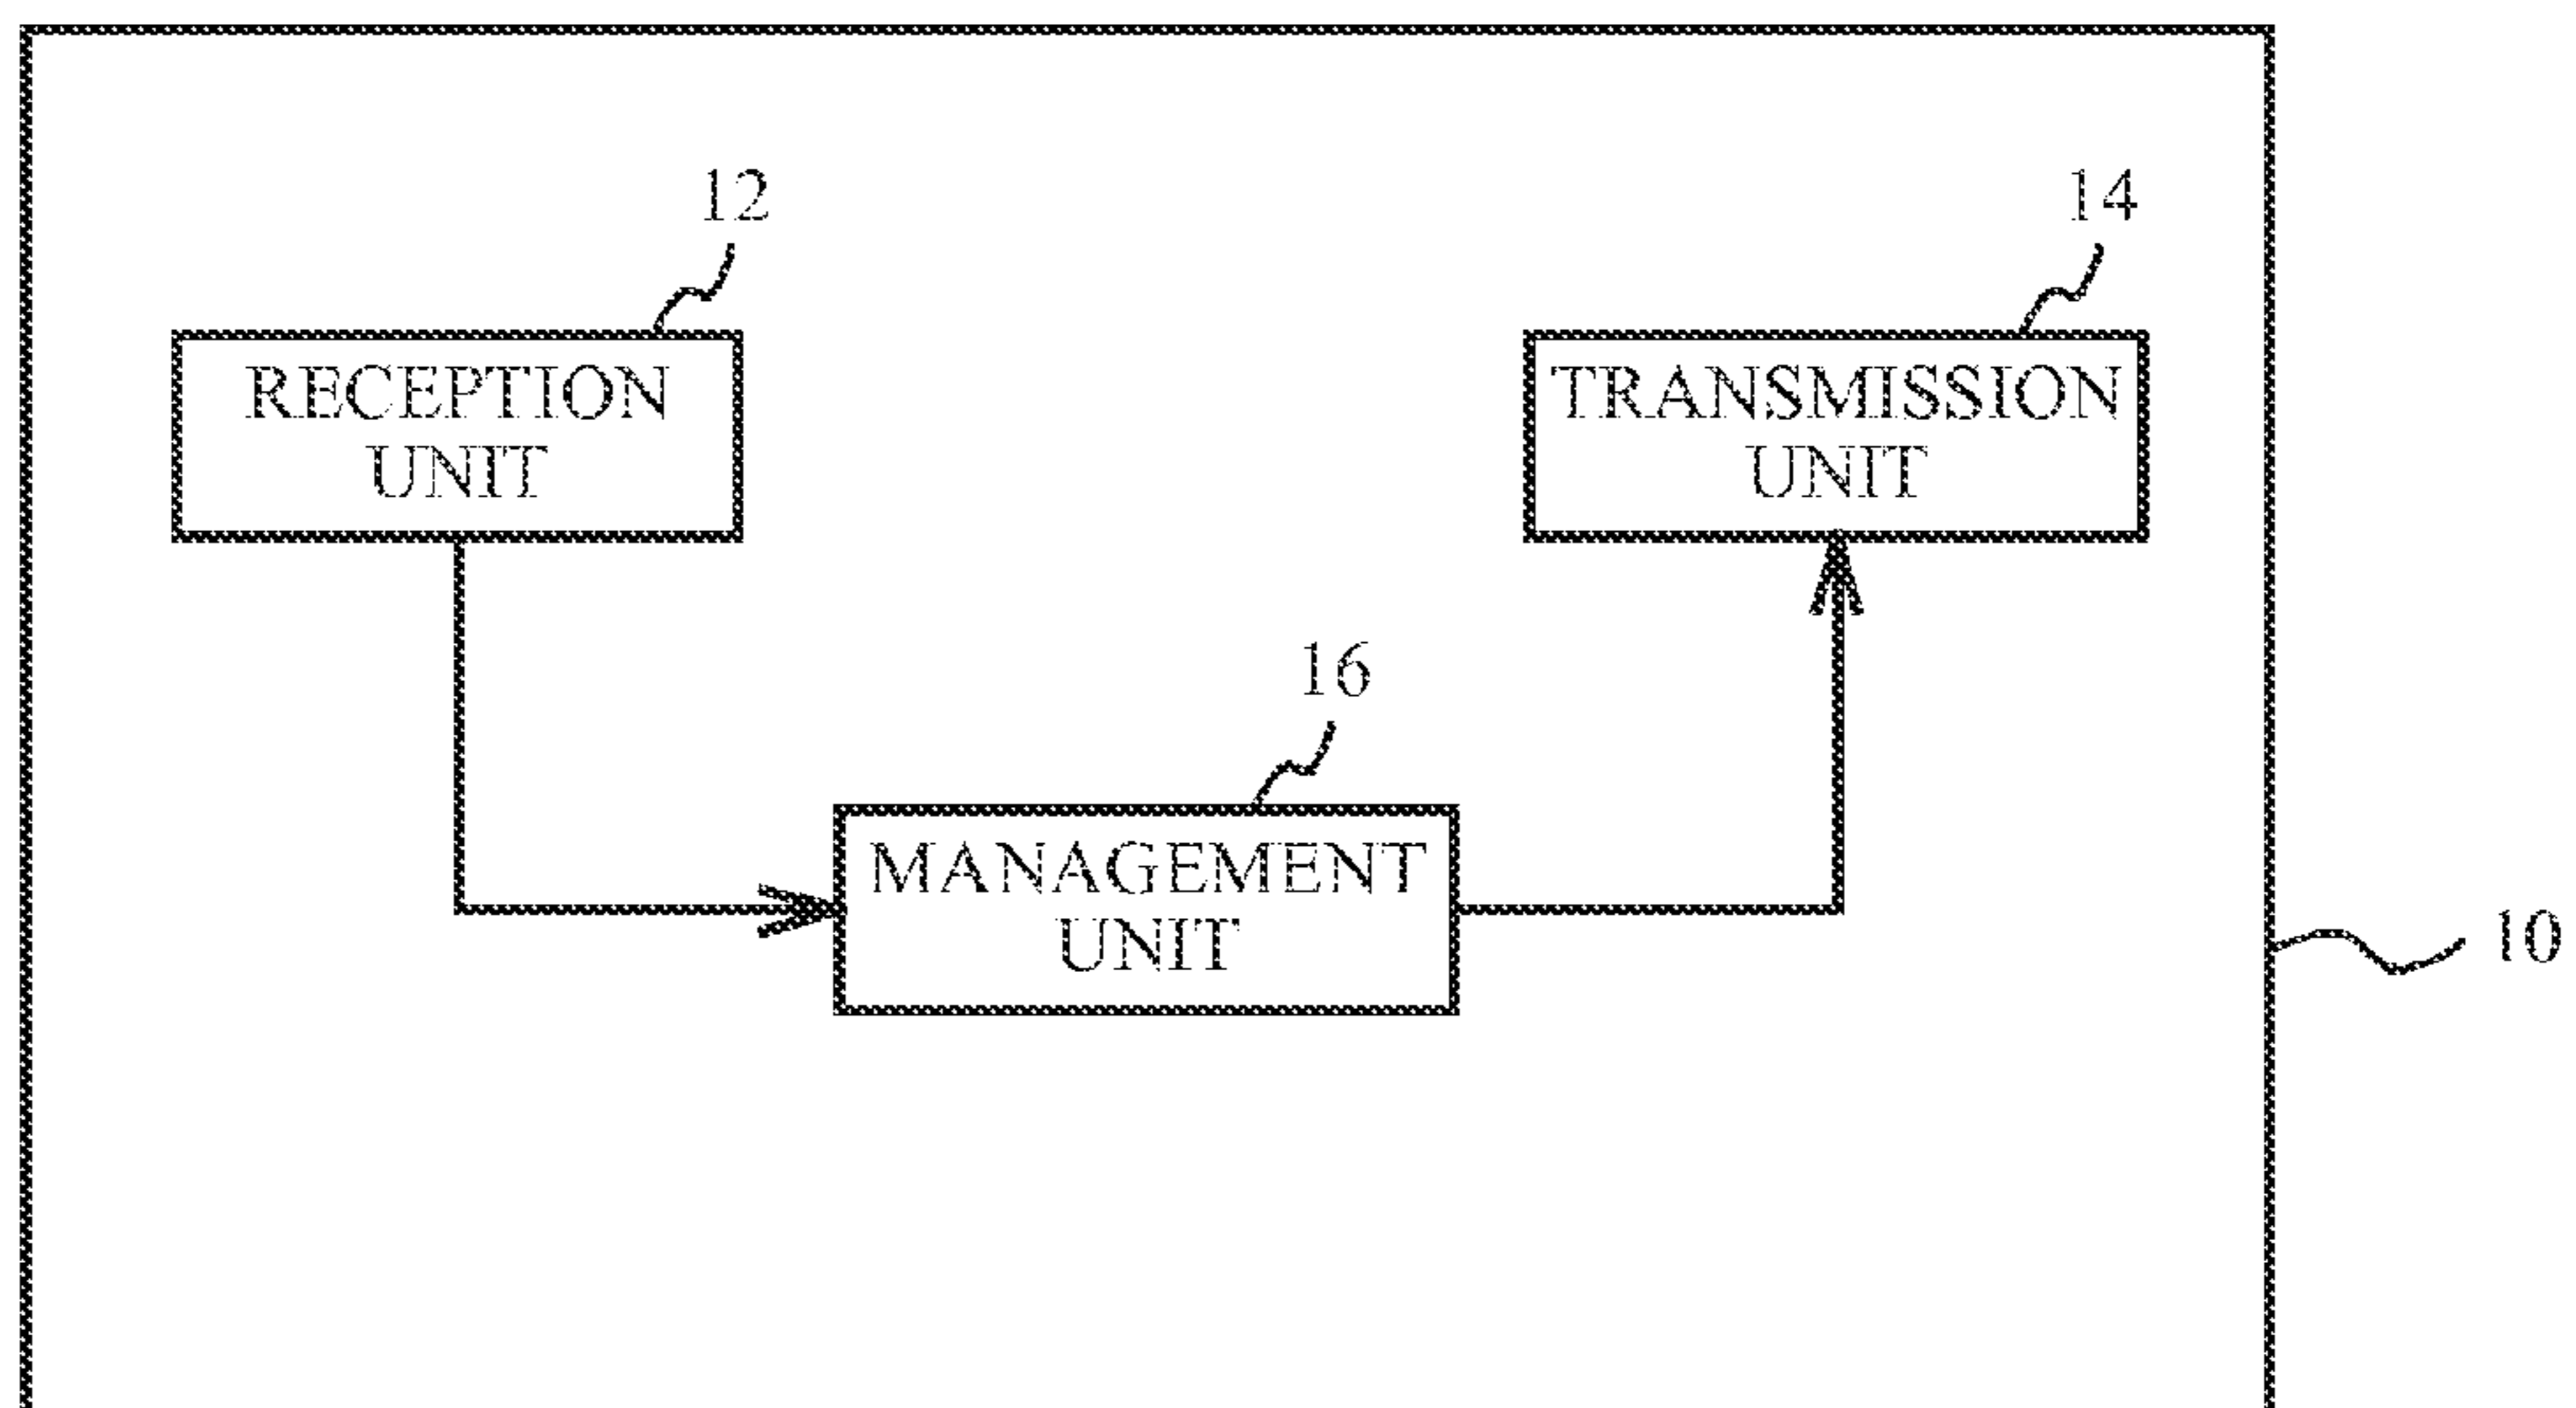 12
14
RECEPTION
UNIT
TRANSMISSION
UNIT
16
MANAGEMENT
UNIT
10